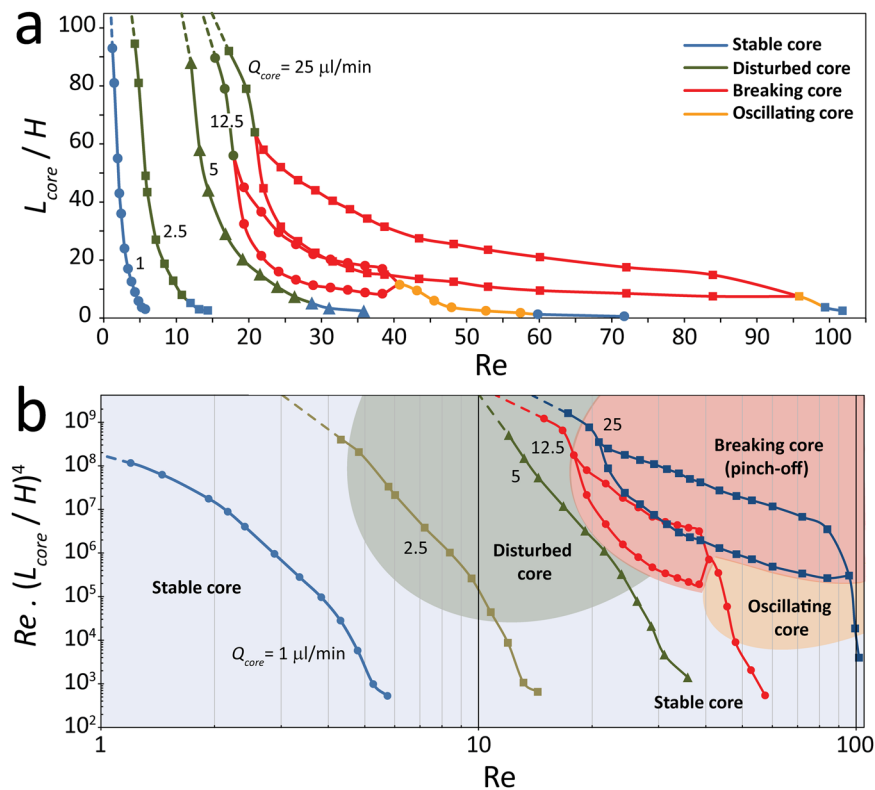 a
L_core / H
100
80
60
40
20
0
Q_core = 25 µl/min
12.5
5
2.5
1
Stable core
Disturbed core
Breaking core
Oscillating core
0 10 20 30 40 50 60 70 80 90 100
Re
b
Re . (L_core / H)^4
10^9
10^8
10^7
10^6
10^5
10^4
10^3
10^2
25
12.5
5
2.5
Breaking core
(pinch-off)
Disturbed
core
Stable core
Oscillating
core
Q_core = 1 µl/min
Stable core
1 10 100
Re